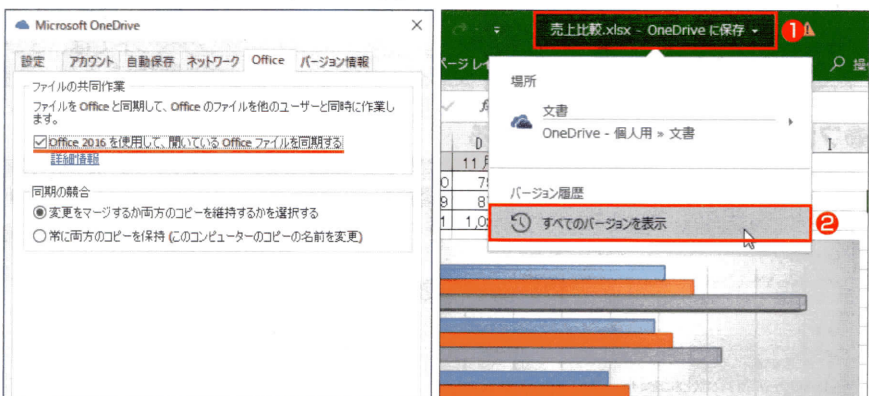 Microsoft OneDrive
設定 アカウント 自動保存 ネットワーク Office バージョン情報
ファイルの共同作業
ファイルを Office と同期して、Office のファイルを他のユーザーと同時に作業し
ます。
Office 2016 を使用して、開いている Office ファイルを同期する
詳細情報
同期の競合
変更をマージするか両方のコピーを維持するかを選択する
常に両方のコピーを保持 (このコンピューターのコピーの名前を変更)
売上比較.xlsx - OneDrive に保存
1
ページ レイ
操
場所
文書
OneDrive - 個人用 » 文書
D
I
11 月
バージョン履歴
すべてのバージョンを表示
2